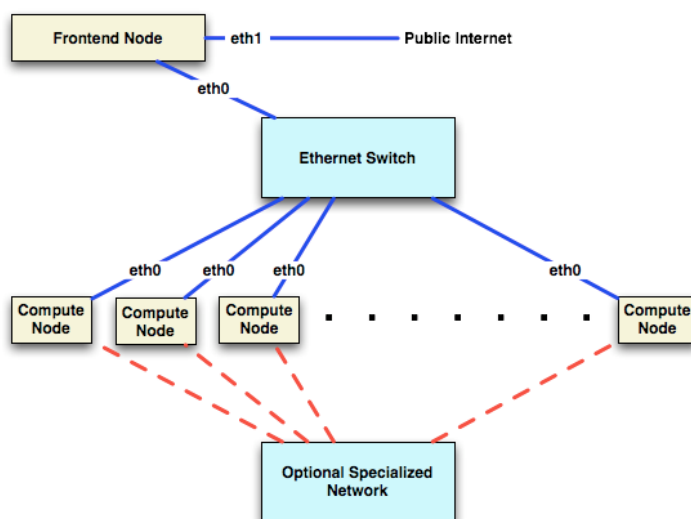 Frontend Node
eth1
Public Internet
eth0
Ethernet Switch
eth0
eth0
eth0
eth0
Compute
Node
Compute
Node
Compute
Node
Compute
Node
Optional Specialized
Network